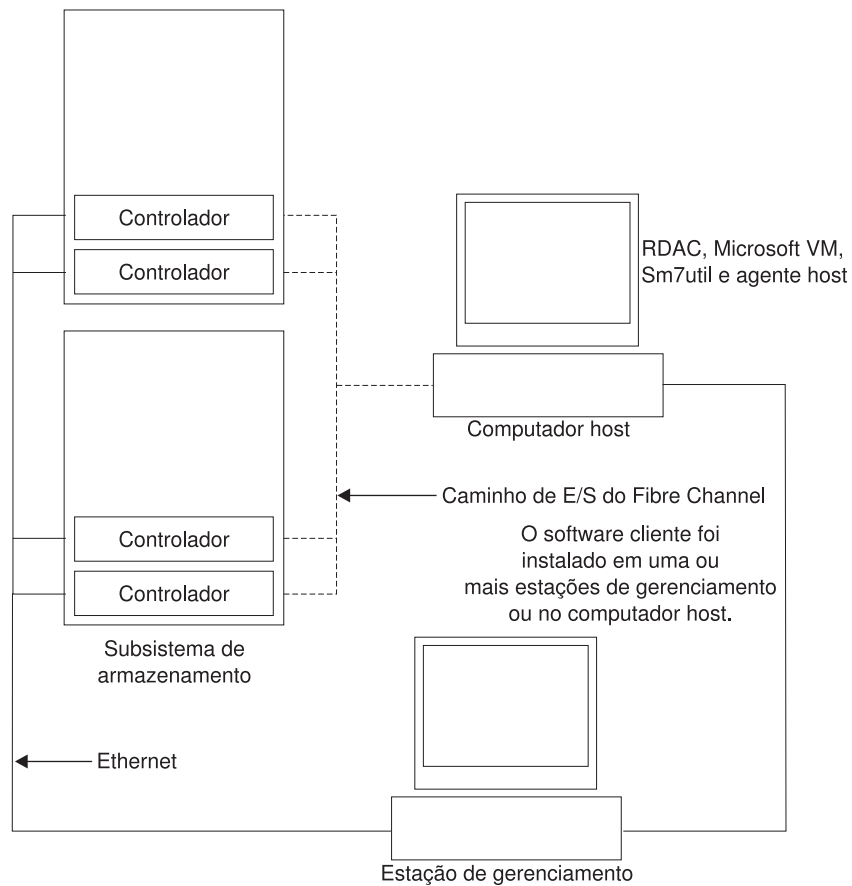 Controlador
Controlador
RDAC, Microsoft VM,
Sm7util e agente host
Computador host
Caminho de E/S do Fibre Channel
O software cliente foi
instalado em uma ou
mais estações de gerenciamento
ou no computador host.
Controlador
Controlador
Subsistema de
armazenamento
Ethernet
Estação de gerenciamento